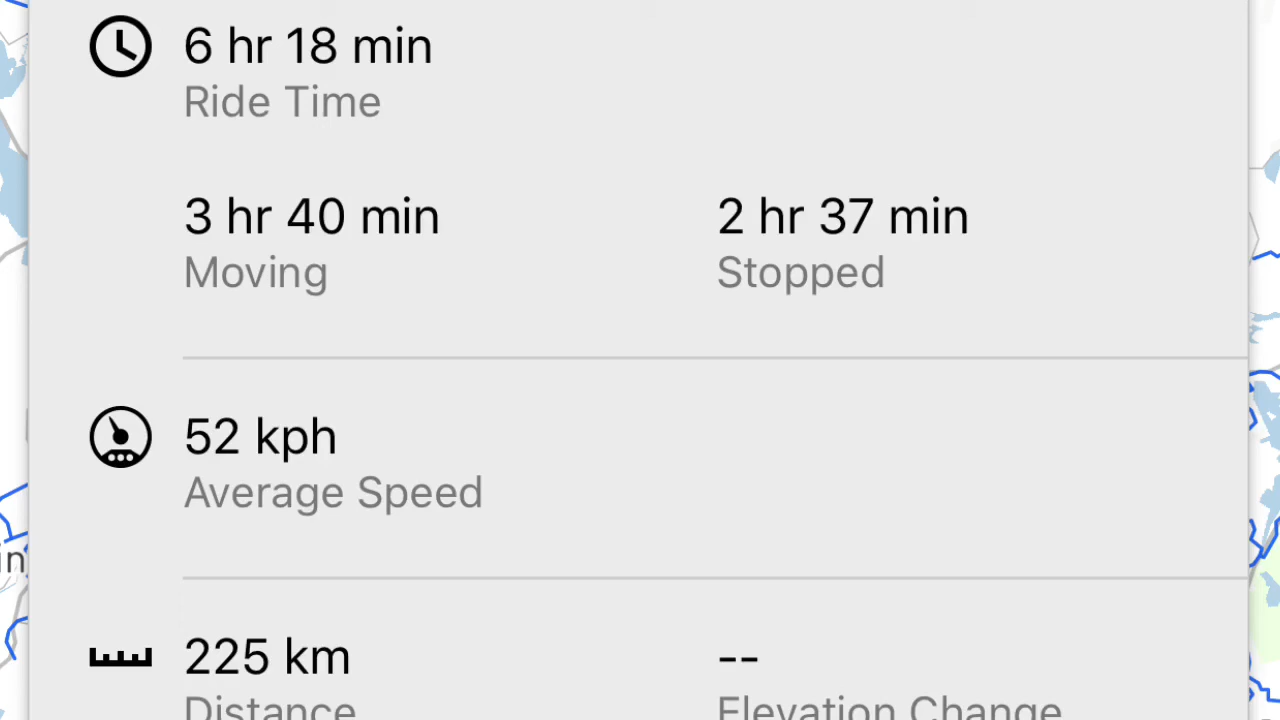 6 hr 18 min
Ride Time
3 hr 40 min
2 hr 37 min
Moving
Stopped
52 kph
Average Speed
in
225 km
--
Distance
Elevation Change